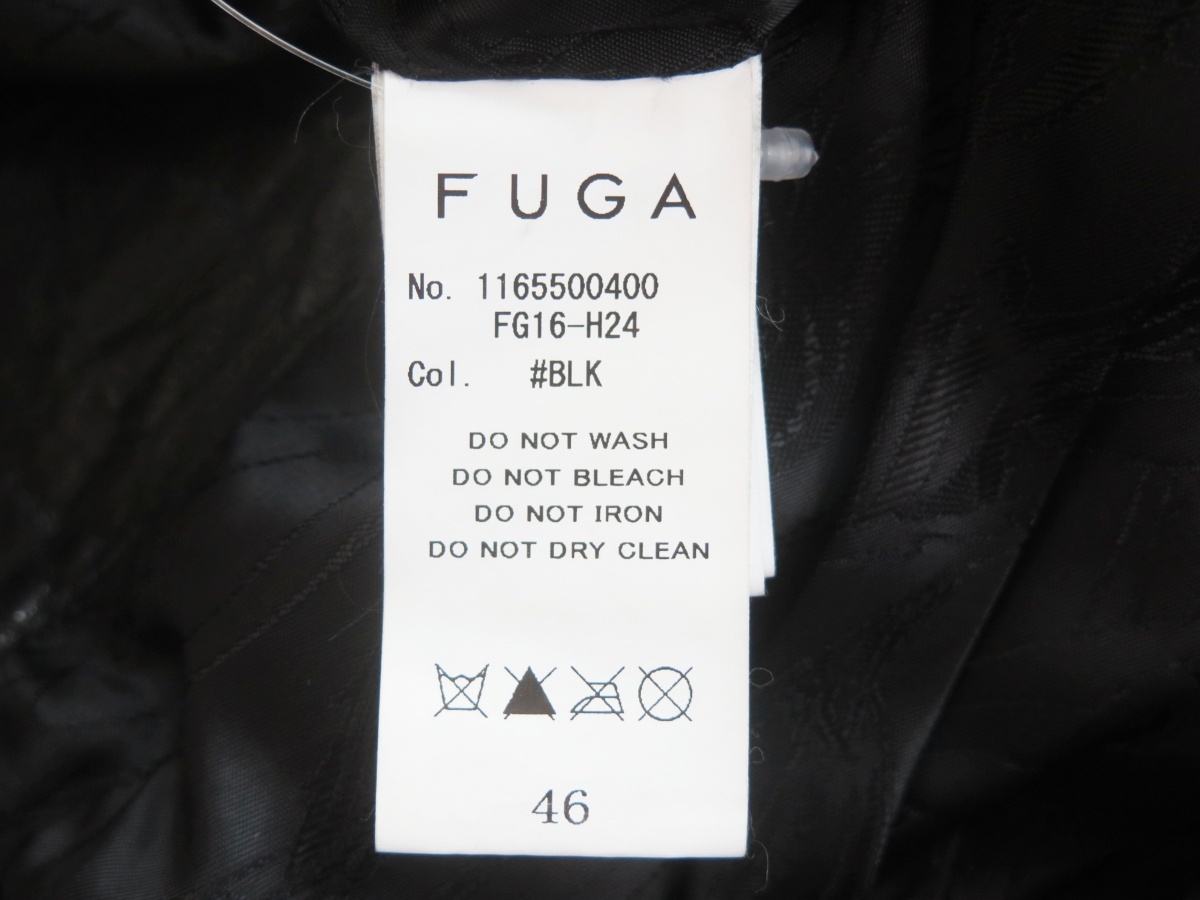 FUGA
No. 1165500400
FG16-H24
Col. #BLK
DO NOT WASH
DO NOT BLEACH
DO NOT IRON
DO NOT DRY CLEAN
46